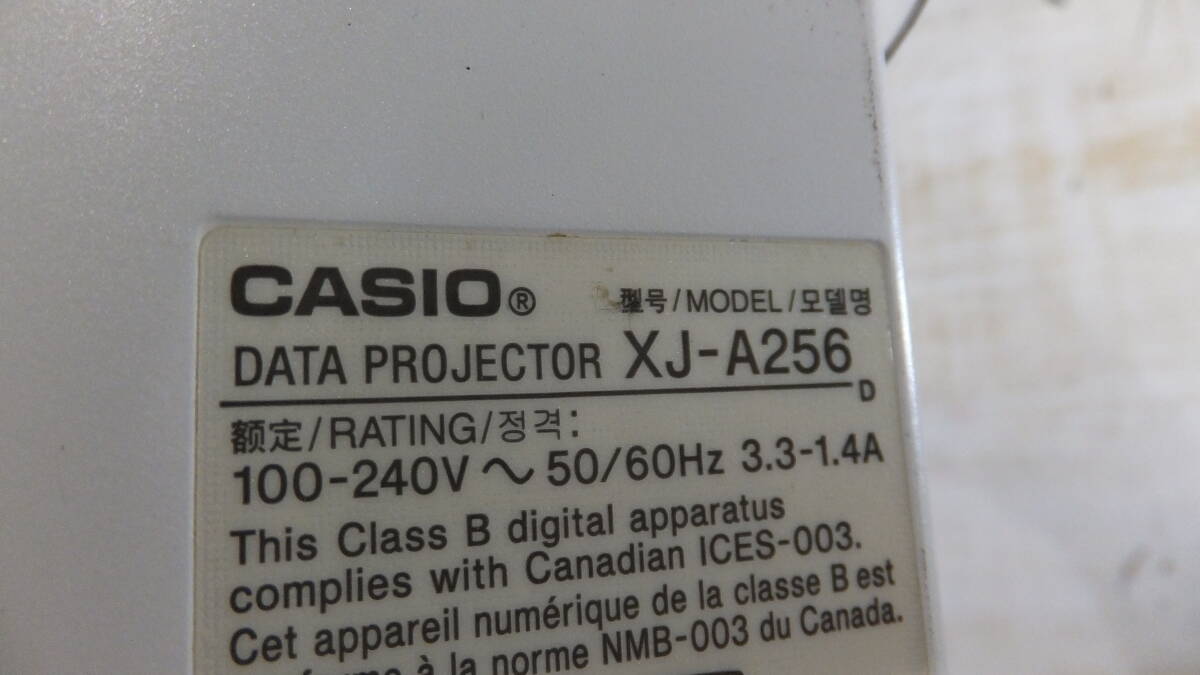 CASIO® 型号/MODEL/모델명
DATA PROJECTOR XJ-A256
D
额定/RATING/정격:
100-240V ～ 50/60Hz 3.3-1.4A
This Class B digital apparatus
complies with Canadian ICES-003.
Cet appareil numérique de la classe B est
à la norme NMB-003 du Canada.